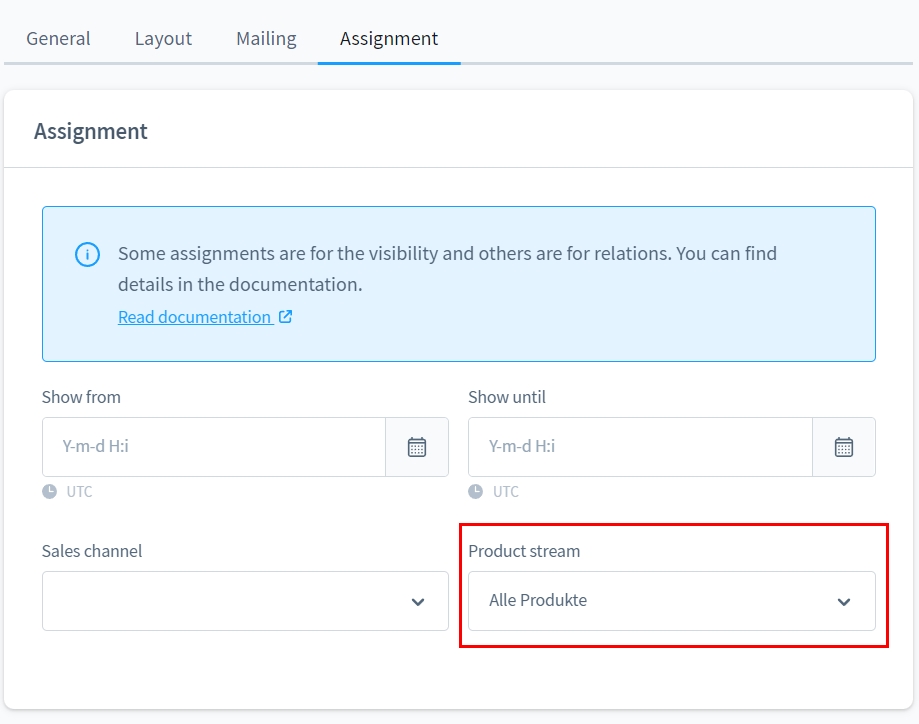 General Layout Mailing Assignment
Assignment
Some assignments are for the visibility and others are for relations. You can find
details in the documentation.
Read documentation
Show from
Show until
Y-m-d H:i
Y-m-d H:i
UTC
UTC
Sales channel
Product stream
Alle Produkte